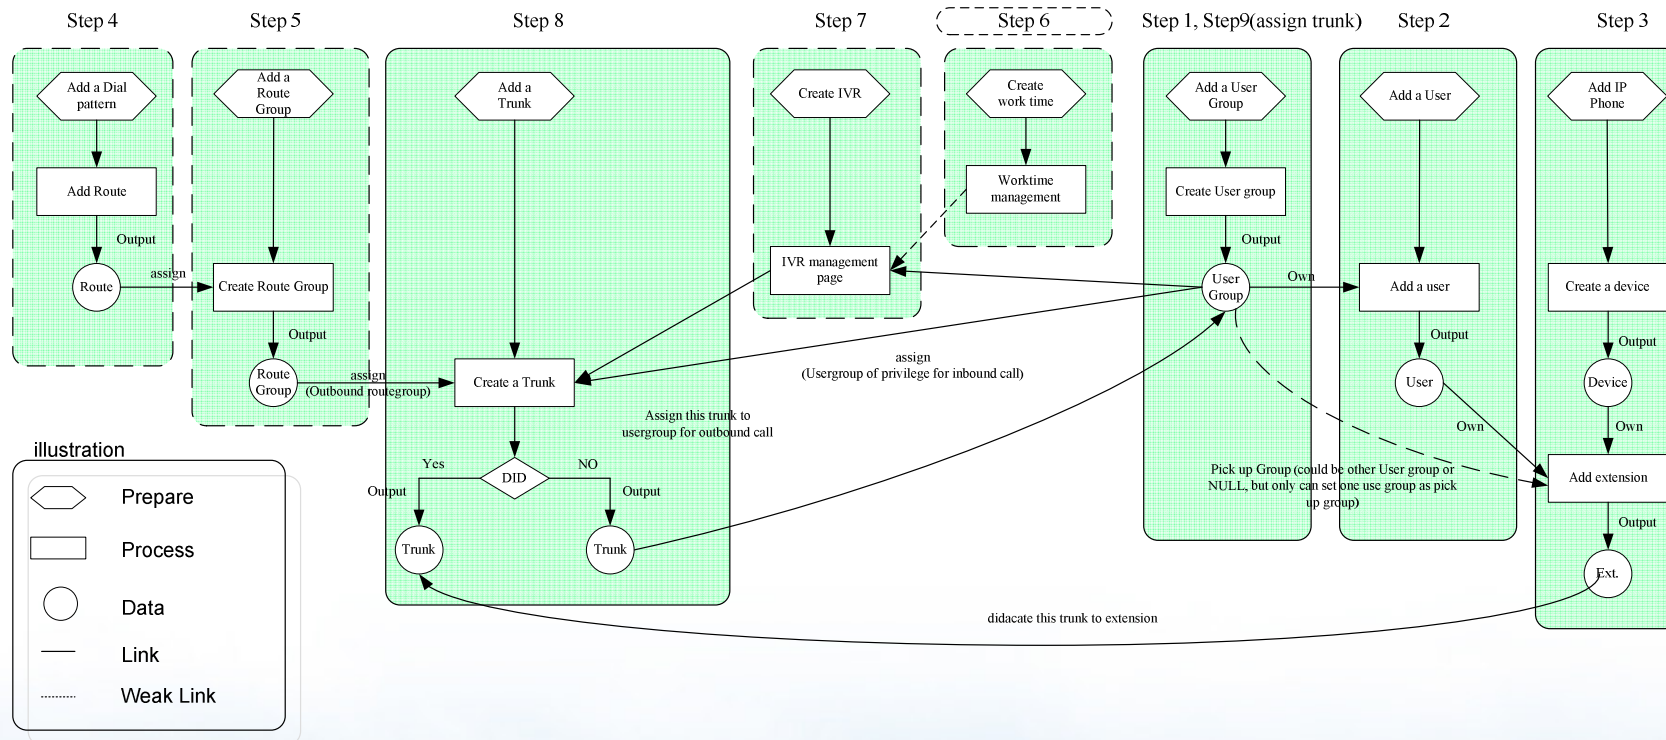 Step 4
Step 5
Step 8
Step 7
Step 6
Step 1, Step9(assign trunk)
Step 2
Step 3
Add a Dial
pattern
Add Route
Output
Route
assign
Add a
Route
Group
Create Route Group
Output
Route
Group
assign
(Outbound routegroup)
Add a
Trunk
Create a Trunk
DID
Yes
NO
Output
Output
Trunk
Trunk
Assign this trunk to
usergroup for outbound call
Create IVR
IVR management
page
Create
work time
Worktime
management
assign
(Usergroup of privilege for inbound call)
Add a User
Group
Create User group
Output
User
Group
Own
Add a User
Add a user
Output
User
Own
Pick up Group (could be other User group or
NULL, but only can set one use group as pick
up group)
Add IP
Phone
Create a device
Output
Device
Own
Add extension
Output
Ext.
didacate this trunk to extension
illustration
Prepare
Process
Data
Link
Weak Link